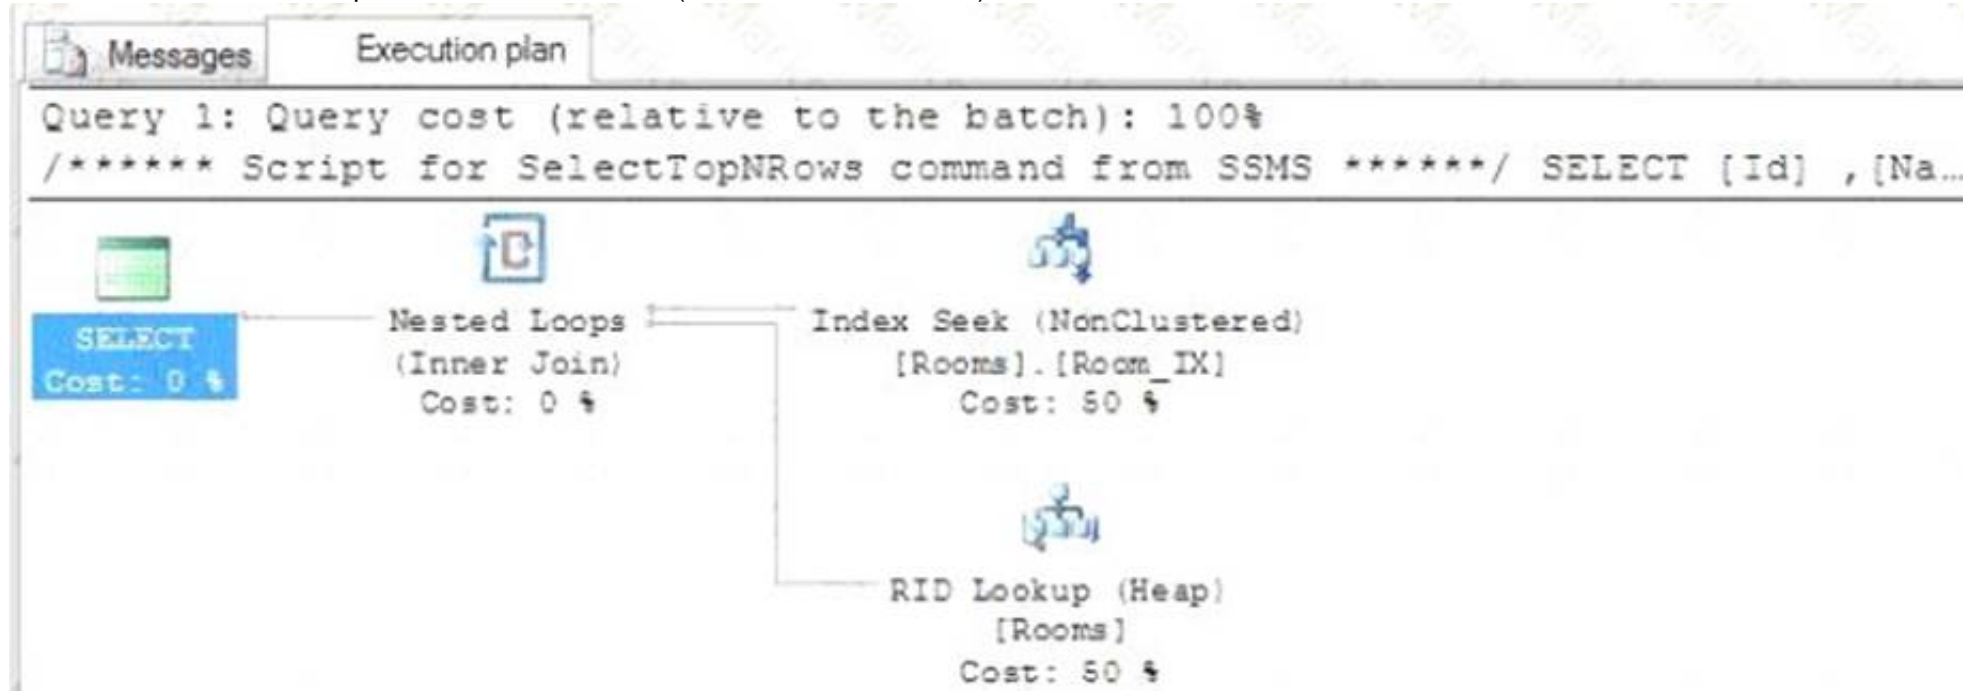 Messages
Execution plan
Query 1: Query cost (relative to the batch): 100%
/****** Script for SelectTopNRows command from SSMS ******/ SELECT [Id] ,[Na...
SELECT
Cost: 0 %
Nested Loops
(Inner Join)
Cost: 0 %
Index Seek (NonClustered)
[Rooms].[Room_IX]
Cost: 50 %
RID Lookup (Heap)
[Rooms]
Cost: 50 %